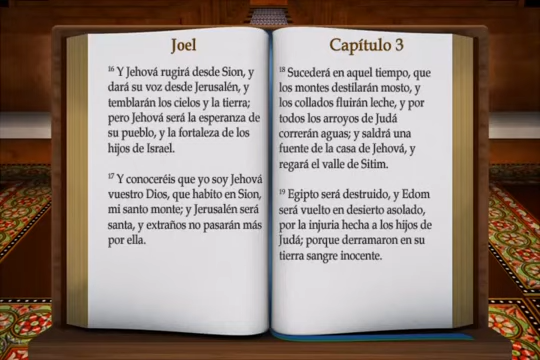 Joel
16 Y Jehová rugirá desde Sion, y
dará su voz desde Jerusalén, y
temblarán los cielos y la tierra;
pero Jehová será la esperanza de
su pueblo, y la fortaleza de los
hijos de Israel.
17 Y conoceréis que yo soy Jehová
vuestro Dios, que habito en Sion,
mi santo monte; y Jerusalén será
santa, y extraños no pasarán más
por ella.
Capítulo 3
18 Sucederá en aquel tiempo, que
los montes destilarán mosto, y
los collados fluirán leche, y por
todos los arroyos de Judá
correrán aguas; y saldrá una
fuente de la casa de Jehová, y
regará el valle de Sitim.
19 Egipto será destruido, y Edom
será vuelto en desierto asolado,
por la injuria hecha a los hijos de
Judá; porque derramaron en su
tierra sangre inocente.